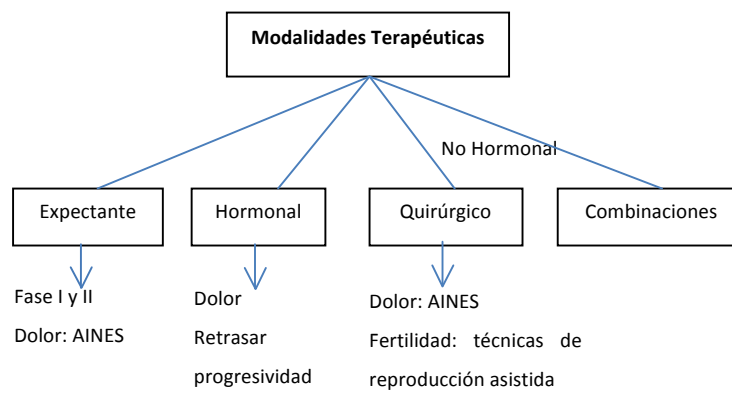 Modalidades Terapéuticas
No Hormonal
Expectante
Hormonal
Quirúrgico
Combinaciones
Fase I y II
Dolor: AINES
Dolor
Retrasar
progresividad
Dolor: AINES
Fertilidad: técnicas de
reproducción asistida